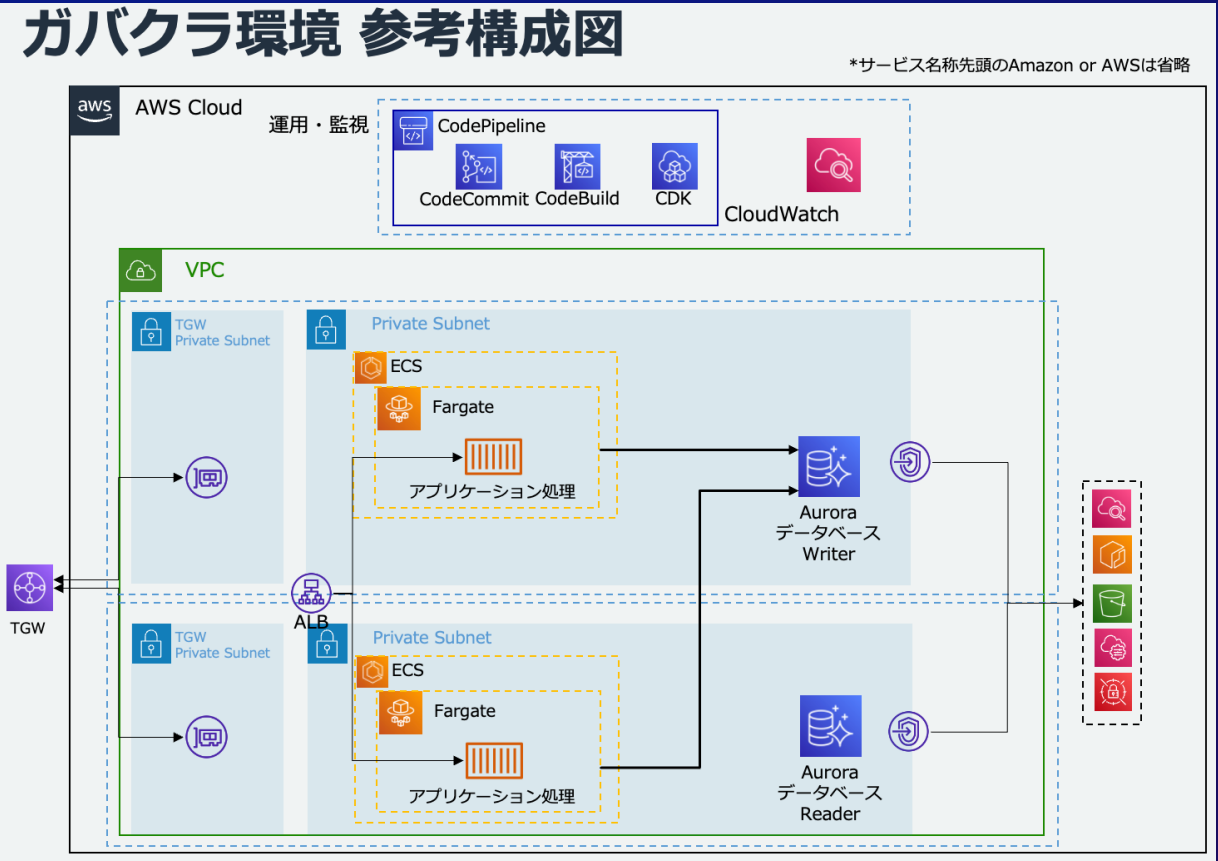 ガバクラ環境 参考構成図
*サービス名称先頭のAmazon or AWSは省略
aws
AWS Cloud
運用・監視
CodePipeline
CodeCommit
CodeBuild
CDK
CloudWatch
VPC
TGW
Private Subnet
Private Subnet
ECS
Fargate
アプリケーション処理
Aurora
データベース
Writer
TGW
ALB
TGW
Private Subnet
Private Subnet
ECS
Fargate
アプリケーション処理
Aurora
データベース
Reader